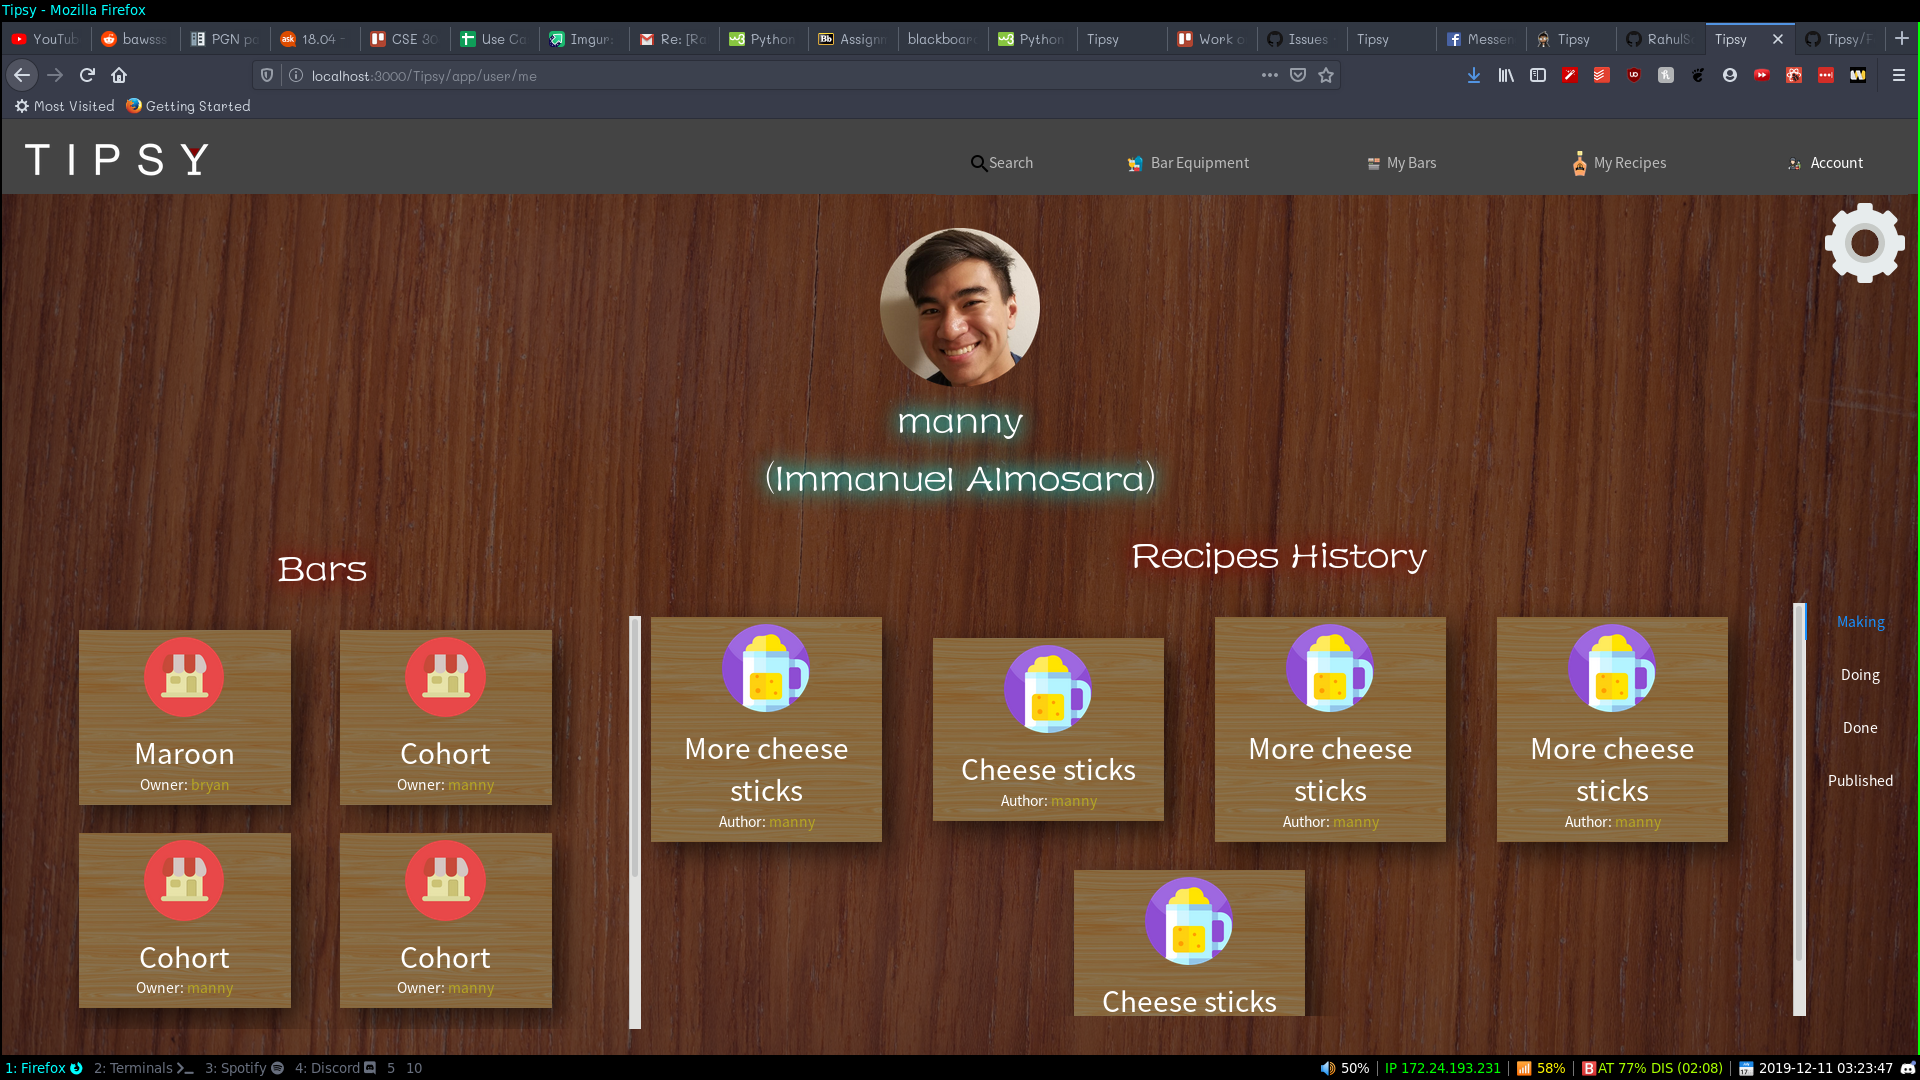 Tipsy - Mozilla Firefox
YouTub
bawsss
PGN po
18.04 -
CSE 30
Use Ca
Imgur:
Re: [Ra
Python
Assignm
blackboar
Python
Tipsy
Work o
Issues
Tipsy
Messen
Tipsy
RahulS
Tipsy
Tipsy/F
localhost:3000/Tipsy/app/user/me
Most Visited
Getting Started
TIPSY
Search
Bar Equipment
My Bars
My Recipes
Account
manny
(Immanuel Almosara)
Bars
Recipes History
Maroon
Owner: bryan
Cohort
Owner: manny
Cohort
Owner: manny
Cohort
Owner: manny
More cheese
sticks
Author: manny
Cheese sticks
Author: manny
More cheese
sticks
Author: manny
More cheese
sticks
Author: manny
Cheese sticks
Making
Doing
Done
Published
1: Firefox 2: Terminals 3: Spotify 4: Discord 5 10
50% | IP 172.24.193.231 | 58% | BAT 77% DIS (02:08) | 2019-12-11 03:23:47